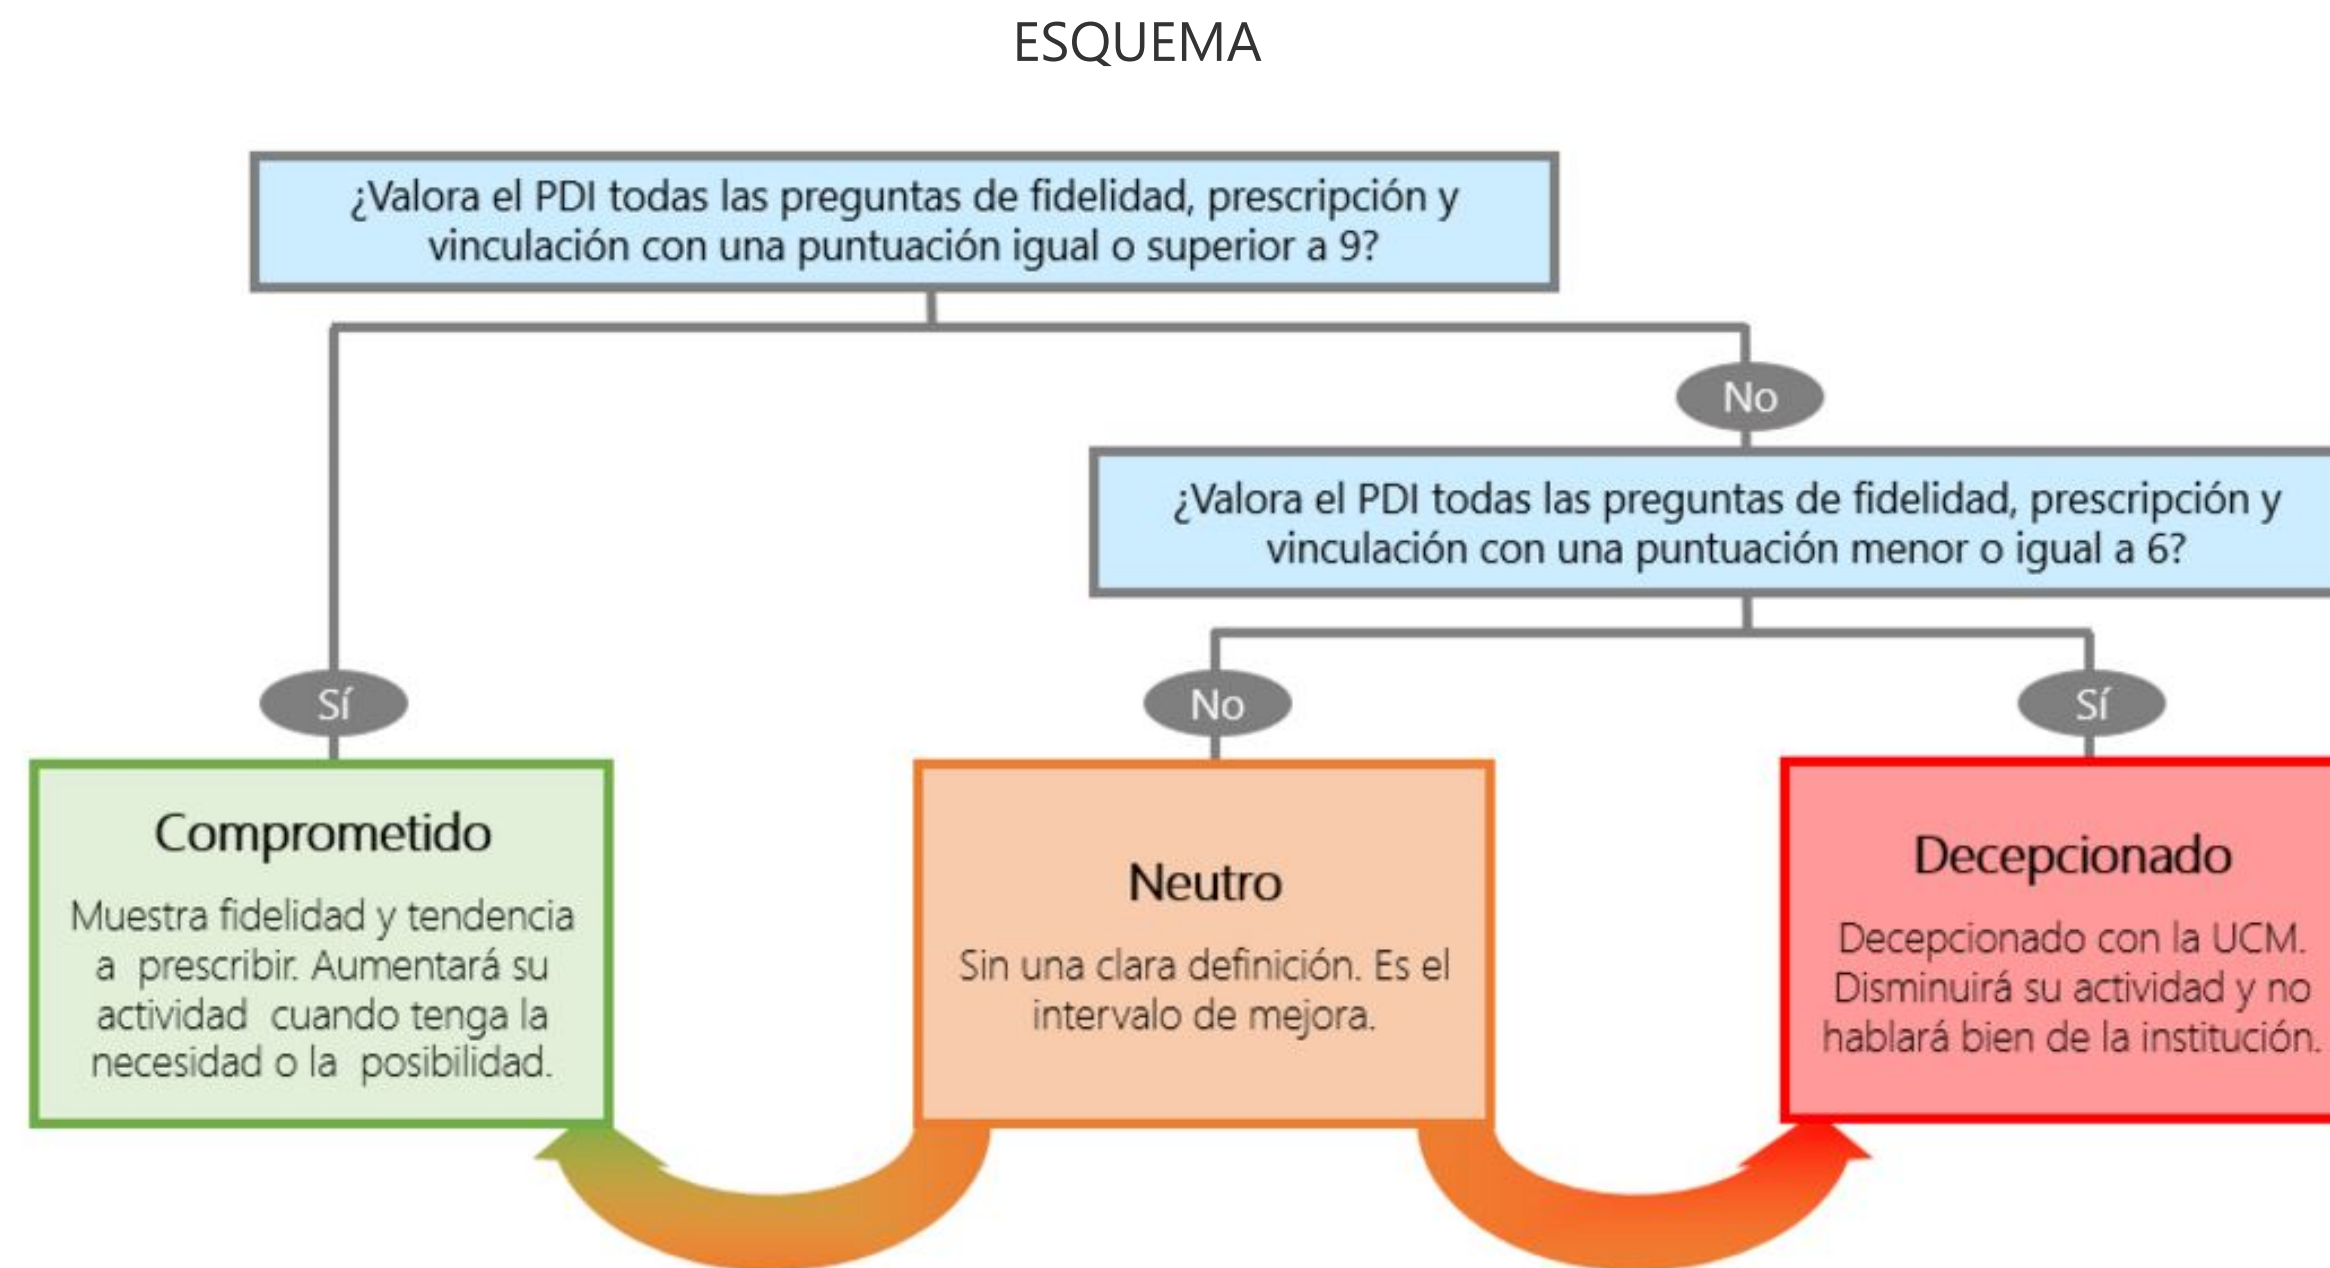 ESQUEMA
¿Valora el PDI todas las preguntas de fidelidad, prescripción y
vinculación con una puntuación igual o superior a 9?
No
¿Valora el PDI todas las preguntas de fidelidad, prescripción y
vinculación con una puntuación menor o igual a 6?
Sí
No
Sí
Comprometido
Muestra fidelidad y tendencia
a prescribir. Aumentará su
actividad cuando tenga la
necesidad o la posibilidad.
Neutro
Sin una clara definición. Es el
intervalo de mejora.
Decepcionado
Decepcionado con la UCM.
Disminuirá su actividad y no
hablará bien de la institución.